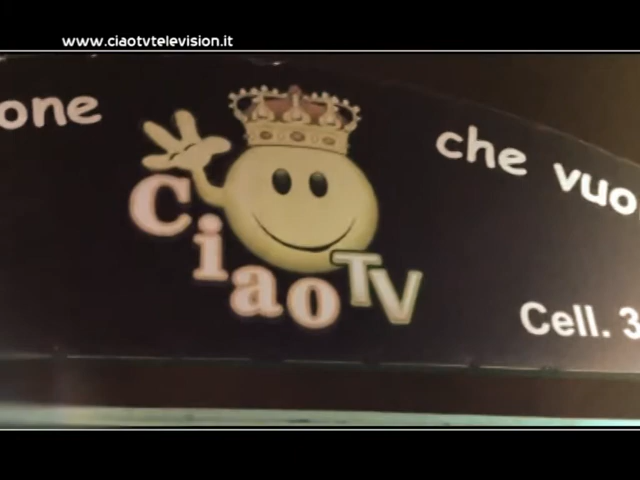 www.ciaotvtelevision.it
one
Ciao TV
che vuo
Cell. 3